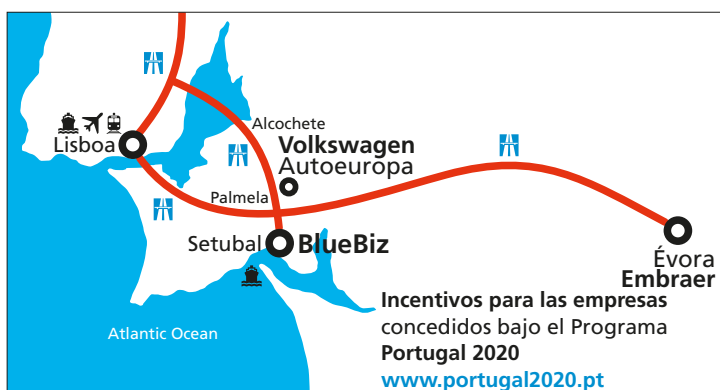 Alcochete
Volkswagen
Autoeuropa
Lisboa
Palmela
Setubal
BlueBiz
Évora
Embraer
Incentivos para las empresas
concedidos bajo el Programa
Portugal 2020
www.portugal2020.pt
Atlantic Ocean